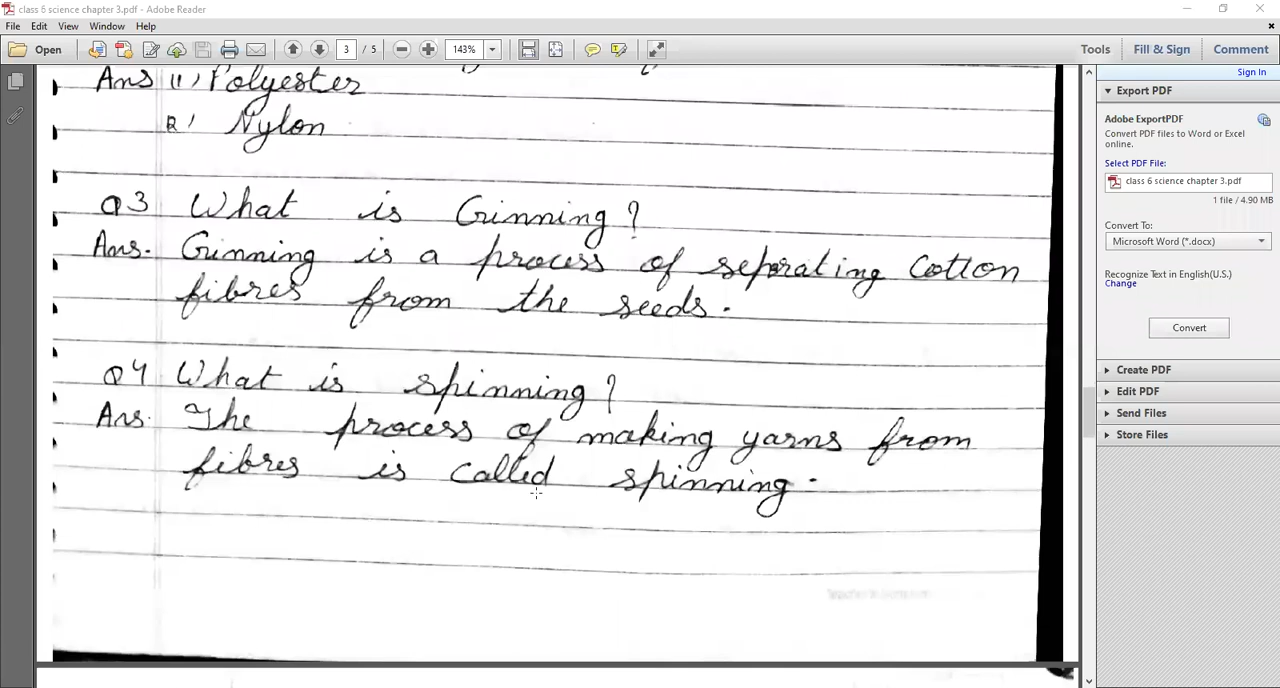 class 6 science chapter 3.pdf - Adobe Reader
File Edit View Window Help
Open 3 / 5 143% Tools Fill & Sign Comment
Sign In
Export PDF
Adobe ExportPDF
Convert PDF files to Word or Excel
online.
Select PDF File:
class 6 science chapter 3.pdf
1 file / 4.90 MB
Convert To:
Microsoft Word (*.docx)
Recognize Text in English(U.S.)
Change
Convert
Create PDF
Edit PDF
Send Files
Store Files
Ans (1) Polyester
2) Nylon
Q3 What is Ginning?
Ans. Ginning is a process of seperating Cotton
fibres from the seeds.
Q4 What is spinning?
Ans. The process of making yarns from
fibres is called spinning.